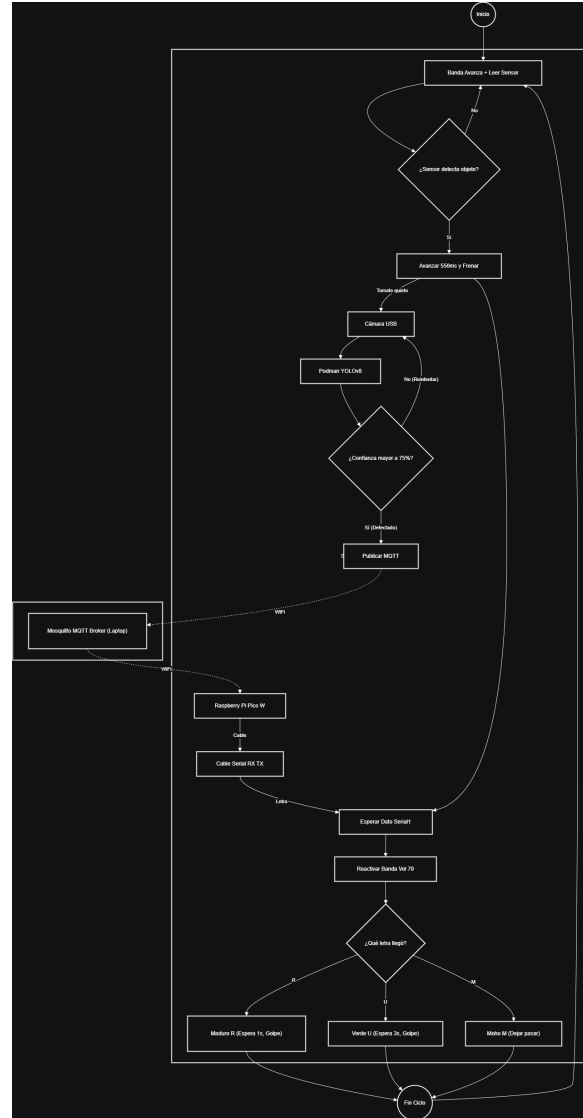 Inicio
Banda Avanza + Leer Sensor
No
¿Sensor detecta objeto?
Sí
Avanzar 550ms y Frenar
Tomate quieto
Cámara USB
Podman YOLOv8
No (Reintentar)
¿Confianza mayor a 75%?
Sí (Detectado)
Publicar MQTT
WiFi
Mosquitto MQTT Broker (Laptop)
WiFi
Raspberry Pi Pico W
Cable
Cable Serial RX TX
Letra
Esperar Dato Serial1
Reactivar Banda Vel 70
¿Qué letra llegó?
R
U
M
Maduro R (Espera 1s, Golpe)
Verde U (Espera 3s, Golpe)
Moho M (Dejar pasar)
Fin Ciclo